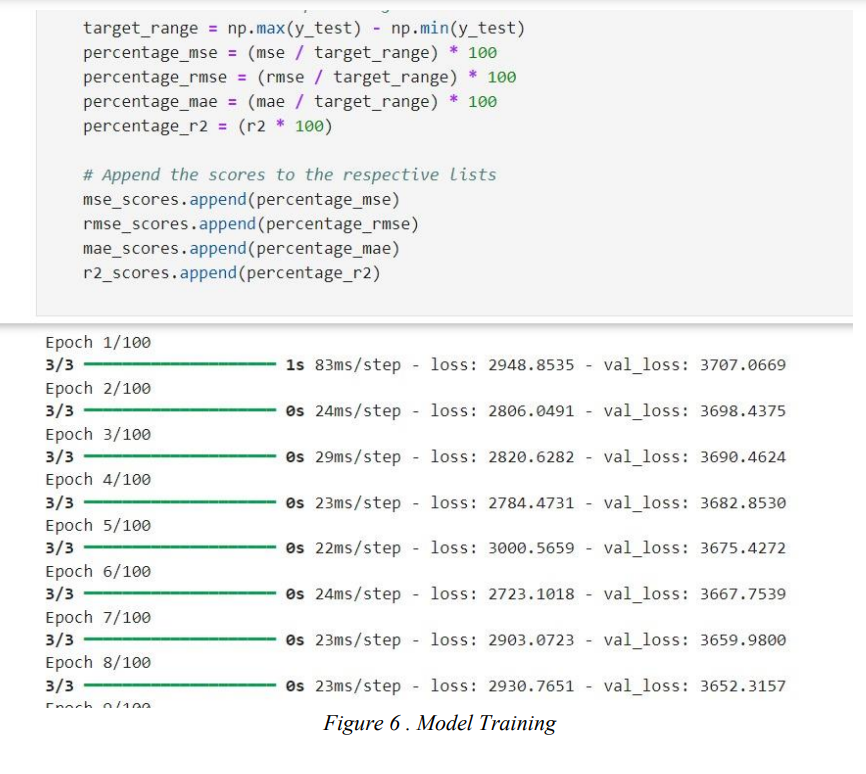 target_range = np.max(y_test) - np.min(y_test)
percentage_mse = (mse / target_range) * 100
percentage_rmse = (rmse / target_range) * 100
percentage_mae = (mae / target_range) * 100
percentage_r2 = (r2 * 100)
# Append the scores to the respective lists
mse_scores.append(percentage_mse)
rmse_scores.append(percentage_rmse)
mae_scores.append(percentage_mae)
r2_scores.append(percentage_r2)
Epoch 1/100
3/3 1s 83ms/step - loss: 2948.8535 - val_loss: 3707.0669
Epoch 2/100
3/3 0s 24ms/step - loss: 2806.0491 - val_loss: 3698.4375
Epoch 3/100
3/3 0s 29ms/step - loss: 2820.6282 - val_loss: 3690.4624
Epoch 4/100
3/3 0s 23ms/step - loss: 2784.4731 - val_loss: 3682.8530
Epoch 5/100
3/3 0s 22ms/step - loss: 3000.5659 - val_loss: 3675.4272
Epoch 6/100
3/3 0s 24ms/step - loss: 2723.1018 - val_loss: 3667.7539
Epoch 7/100
3/3 0s 23ms/step - loss: 2903.0723 - val_loss: 3659.9800
Epoch 8/100
3/3 0s 23ms/step - loss: 2930.7651 - val_loss: 3652.3157
Epoch 9/100
Figure 6 . Model Training